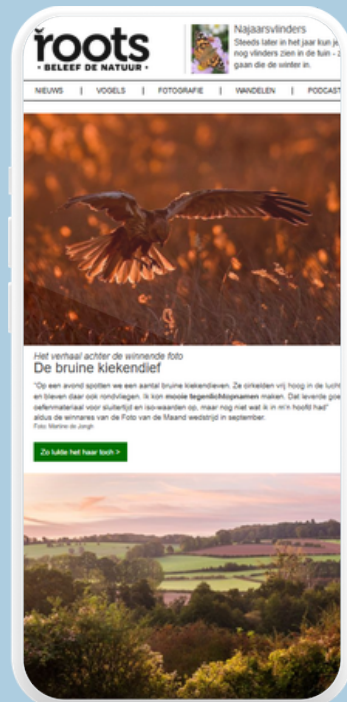 roots
• BELEEF DE NATUUR •
Najaarsvlinders
Steeds later in het jaar kun je
nog vlinders zien in de tuin - z
gaan die de winter in.
NIEUWS | VOGELS | FOTOGRAFIE | WANDELEN | PODCAST
Het verhaal achter de winnende foto
De bruine kiekendief
"Op een avond spotten we een aantal bruine kiekendieven. Ze cirkelden vrij hoog in de lucht
en bleven daar ook rondvliegen. Ik kon mooie tegenlichtopnamen maken. Dat leverde goe
oefenmateriaal voor sluitertijd en iso-waarden op, maar nog niet wat ik in m'n hoofd had"
aldus de winnares van de Foto van de Maand wedstrijd in september.
Foto: Martine de Jongh
Zo lukte het haar toch >